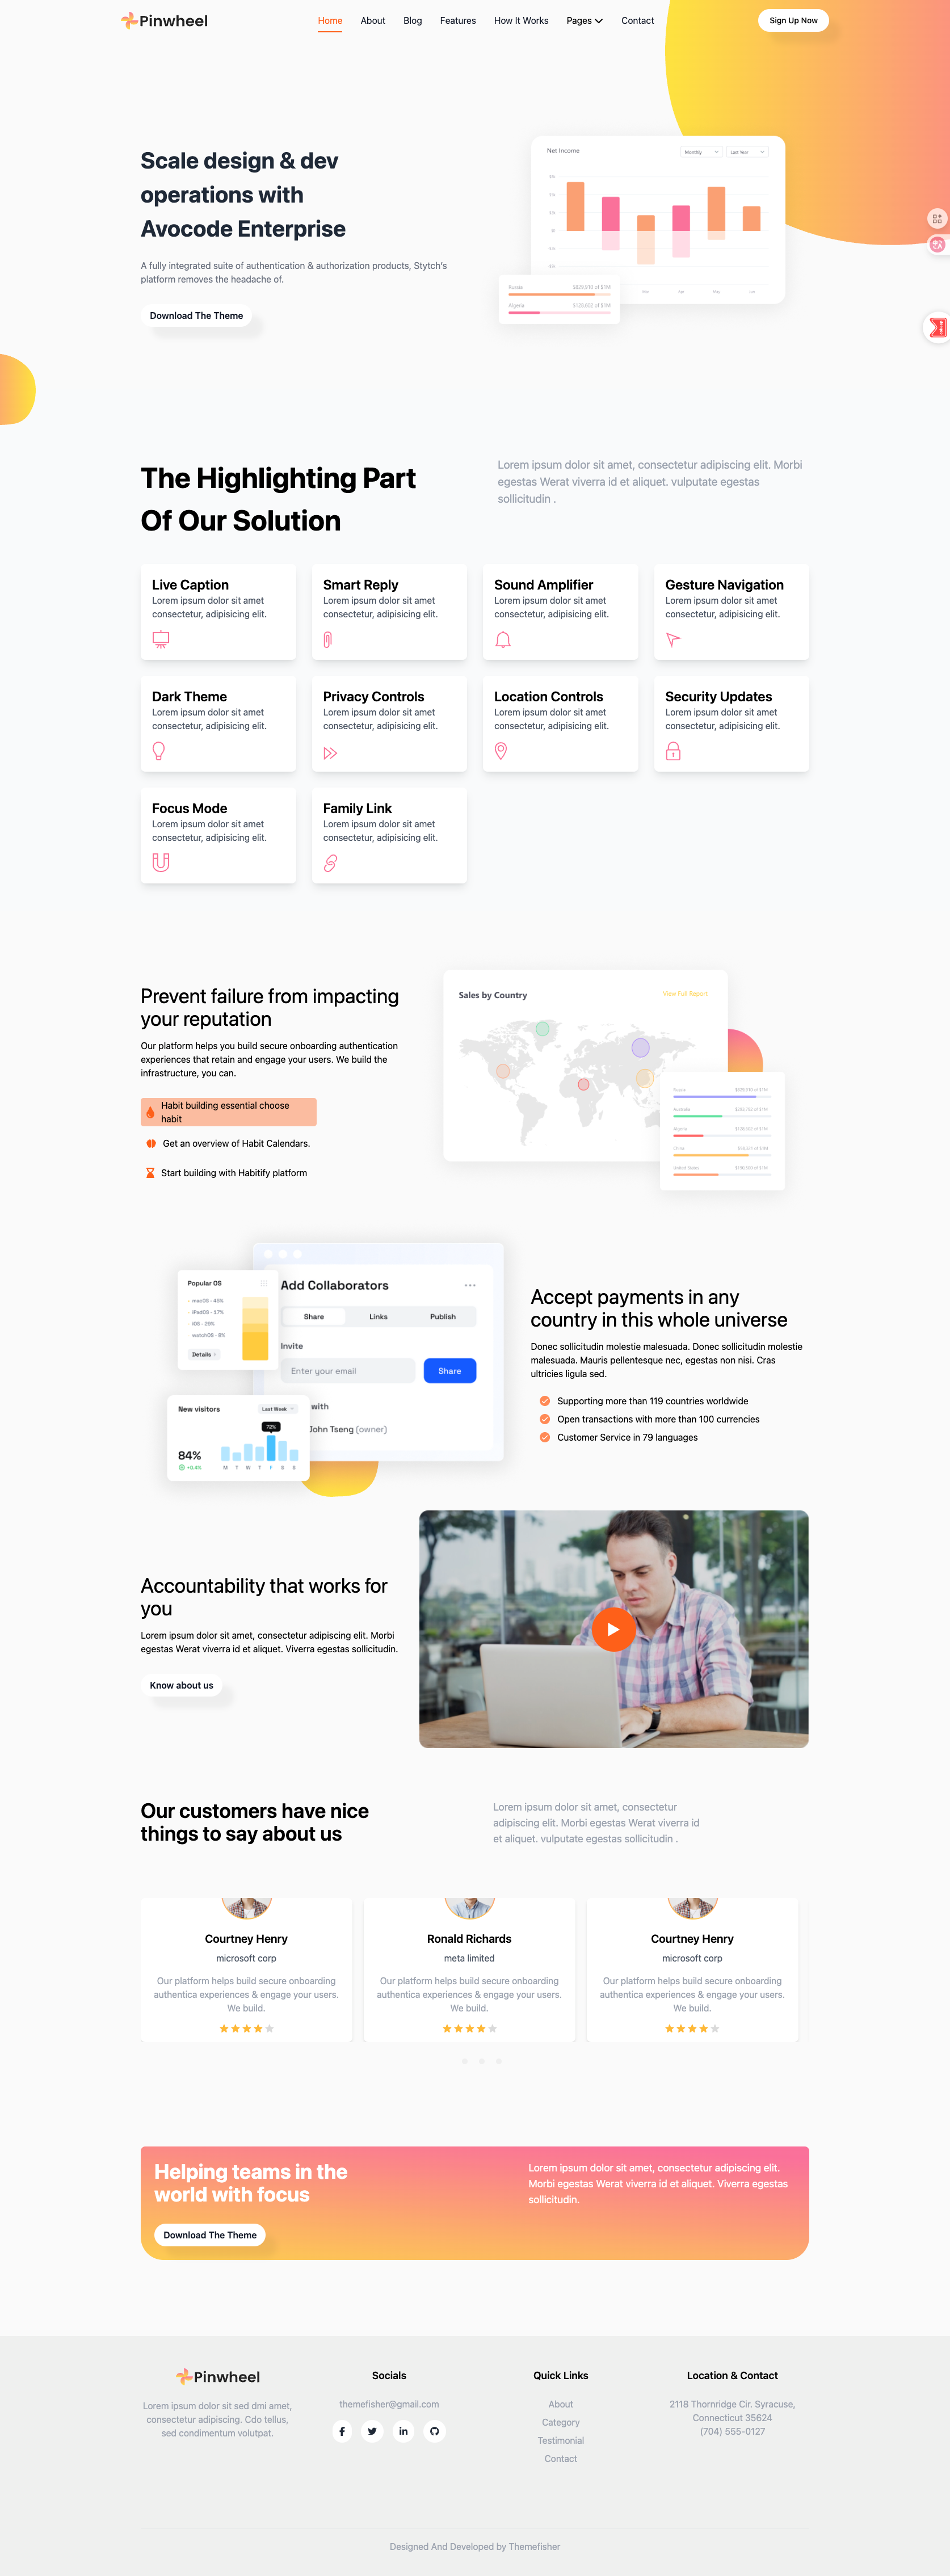 Pinwheel
Home
About
Blog
Features
How It Works
Pages
Contact
Sign Up Now
Scale design & dev
operations with
Avocode Enterprise
A fully integrated suite of authentication & authorization products, Stytch's
platform removes the headache of.
Download The Theme
Net Income
Monthly
Last Year
Mar
Apr
May
Jun
Russia
Nigeria
The Highlighting Part
Of Our Solution
Lorem ipsum dolor sit amet, consectetur adipiscing elit. Morbi
egestas Werat viverra id et aliquet. vulputate egestas
sollicitudin .
Live Caption
Lorem ipsum dolor sit amet
consectetur, adipisicing elit.
Smart Reply
Lorem ipsum dolor sit amet
consectetur, adipisicing elit.
Sound Amplifier
Lorem ipsum dolor sit amet
consectetur, adipisicing elit.
Gesture Navigation
Lorem ipsum dolor sit amet
consectetur, adipisicing elit.
Dark Theme
Lorem ipsum dolor sit amet
consectetur, adipisicing elit.
Privacy Controls
Lorem ipsum dolor sit amet
consectetur, adipisicing elit.
Location Controls
Lorem ipsum dolor sit amet
consectetur, adipisicing elit.
Security Updates
Lorem ipsum dolor sit amet
consectetur, adipisicing elit.
Focus Mode
Lorem ipsum dolor sit amet
consectetur, adipisicing elit.
Family Link
Lorem ipsum dolor sit amet
consectetur, adipisicing elit.
Prevent failure from impacting
your reputation
Our platform helps you build secure onboarding authentication
experiences that retain and engage your users. We build the
infrastructure, you can.
Habit building essential choose
habit
Get an overview of Habit Calendars.
Start building with Habitify platform
Sales by Country
View Full Report
Russia
Australia
Nigeria
China
United States
Popular OS
macOS - 49%
iPadOS - 17%
iOS - 26%
watchOS - 8%
Details
Add Collaborators
Share
Links
Publish
Invite
Enter your email
Share
with
John Tseng (owner)
New visitors
Last Week
72%
84%
+0.4%
M T W T F S S
Accept payments in any
country in this whole universe
Donec sollicitudin molestie malesuada. Donec sollicitudin molestie
malesuada. Mauris pellentesque nec, egestas non nisi. Cras
ultricies ligula sed.
Supporting more than 119 countries worldwide
Open transactions with more than 100 currencies
Customer Service in 79 languages
Accountability that works for
you
Lorem ipsum dolor sit amet, consectetur adipiscing elit. Morbi
egestas Werat viverra id et aliquet. Viverra egestas sollicitudin.
Know about us
Our customers have nice
things to say about us
Lorem ipsum dolor sit amet, consectetur
adipiscing elit. Morbi egestas Werat viverra id
et aliquet. vulputate egestas sollicitudin .
Courtney Henry
microsoft corp
Our platform helps build secure onboarding
authentica experiences & engage your users.
We build.
Ronald Richards
meta limited
Our platform helps build secure onboarding
authentica experiences & engage your users.
We build.
Courtney Henry
microsoft corp
Our platform helps build secure onboarding
authentica experiences & engage your users.
We build.
Helping teams in the
world with focus
Lorem ipsum dolor sit amet, consectetur adipiscing elit.
Morbi egestas Werat viverra id et aliquet. Viverra egestas
sollicitudin.
Download The Theme
Pinwheel
Lorem ipsum dolor sit sed dmi amet,
consectetur adipiscing. Cdo tellus,
sed condimentum volutpat.
Socials
themefisher@gmail.com
Quick Links
About
Category
Testimonial
Contact
Location & Contact
2118 Thornridge Cir. Syracuse,
Connecticut 35624
(704) 555-0127
Designed And Developed by Themefisher